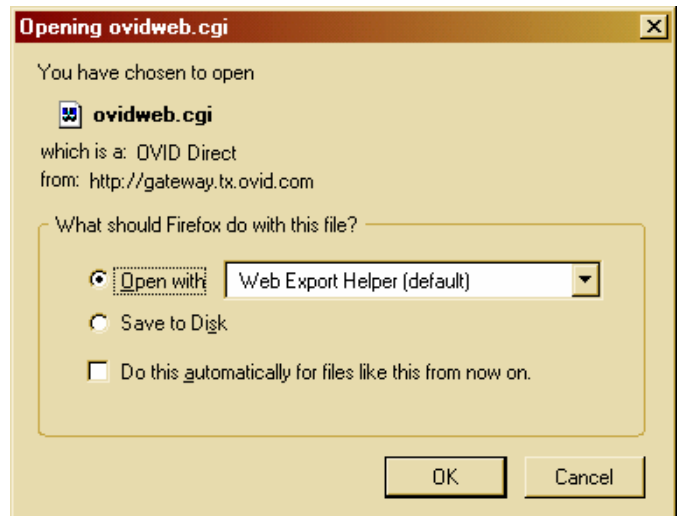 Opening ovidweb.cgi
You have chosen to open
ovidweb.cgi
which is a: OVID Direct
from: http://gateway.tx.ovid.com
What should Firefox do with this file?
Open with Web Export Helper (default)
Save to Disk
Do this automatically for files like this from now on.
OK Cancel